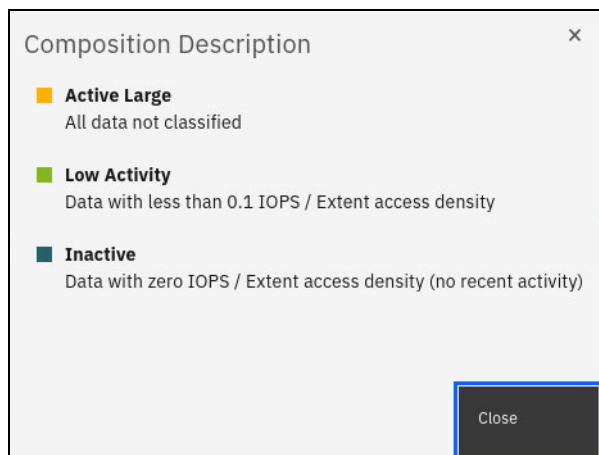 Composition Description
×
Active Large
All data not classified
Low Activity
Data with less than 0.1 IOPS / Extent access density
Inactive
Data with zero IOPS / Extent access density (no recent activity)
Close